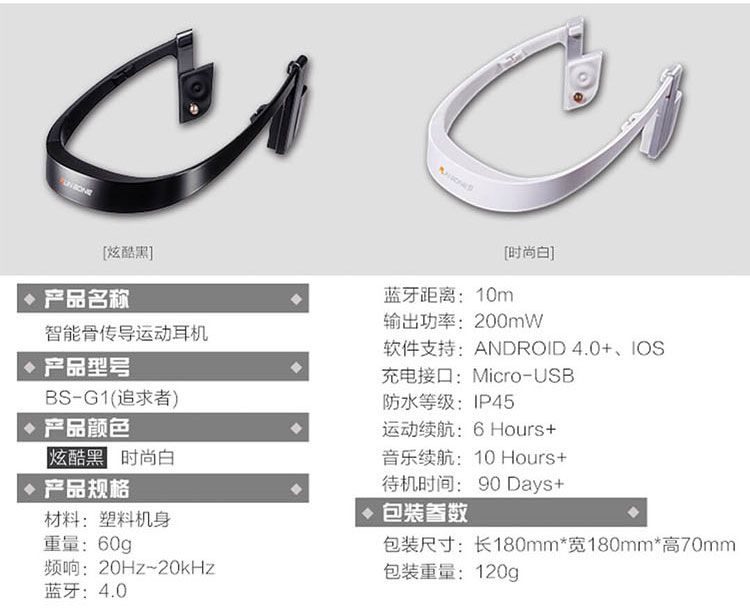 [炫酷黑]
[时尚白]
产品名称
智能骨传导运动耳机
产品型号
BS-G1(追求者)
产品颜色
炫酷黑 时尚白
产品规格
材料：塑料机身
重量：60g
频响：20Hz~20kHz
蓝牙：4.0
蓝牙距离：10m
输出功率：200mW
软件支持：ANDROID 4.0+、IOS
充电接口：Micro-USB
防水等级：IP45
运动续航：6 Hours+
音乐续航：10 Hours+
待机时间：90 Days+
包装参数
包装尺寸：长180mm*宽180mm*高70mm
包装重量：120g